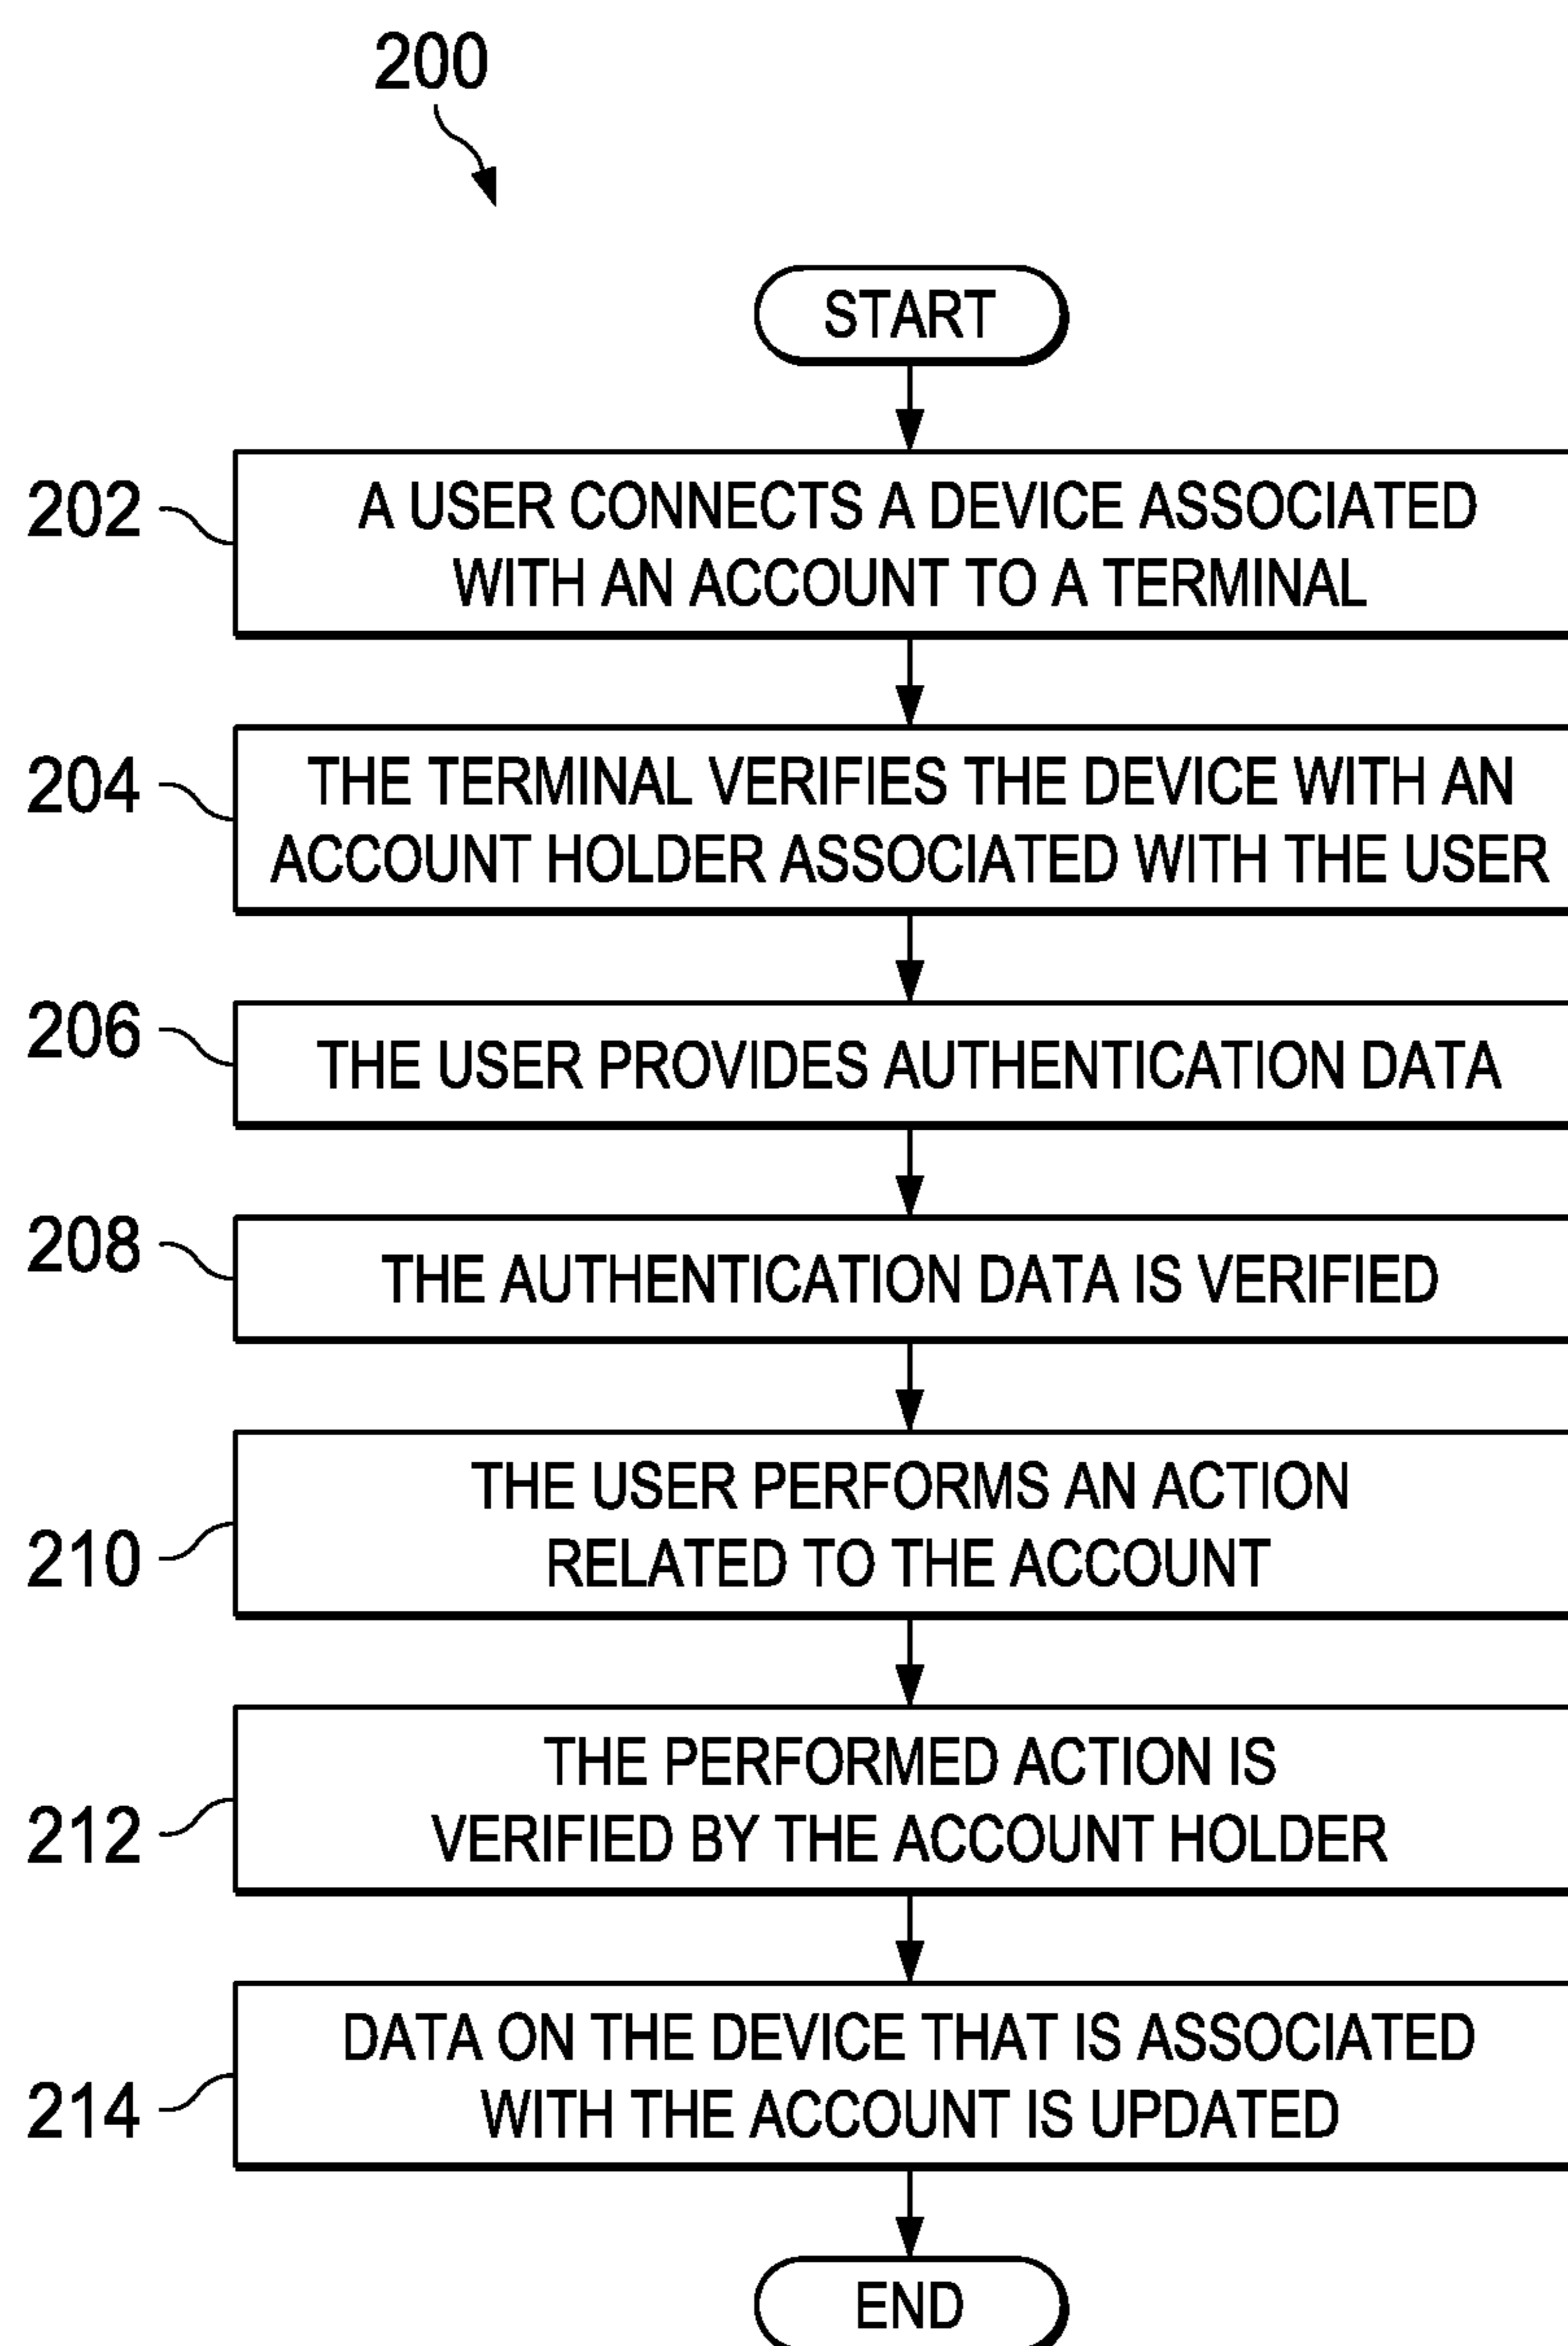 200
START
202
A USER CONNECTS A DEVICE ASSOCIATED
WITH AN ACCOUNT TO A TERMINAL
204
THE TERMINAL VERIFIES THE DEVICE WITH AN
ACCOUNT HOLDER ASSOCIATED WITH THE USER
206
THE USER PROVIDES AUTHENTICATION DATA
208
THE AUTHENTICATION DATA IS VERIFIED
210
THE USER PERFORMS AN ACTION
RELATED TO THE ACCOUNT
212
THE PERFORMED ACTION IS
VERIFIED BY THE ACCOUNT HOLDER
214
DATA ON THE DEVICE THAT IS ASSOCIATED
WITH THE ACCOUNT IS UPDATED
END